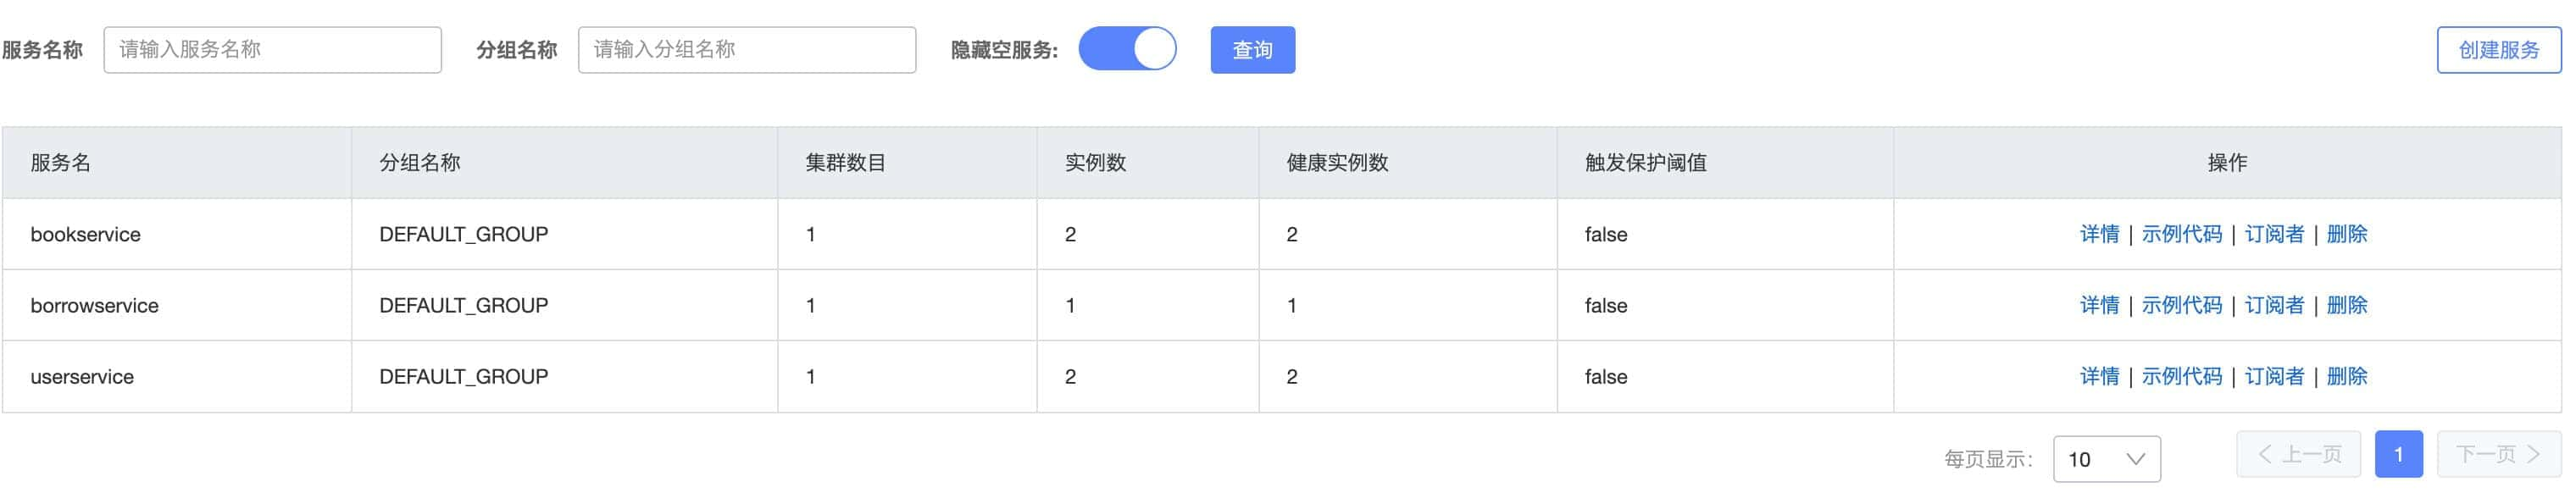 服务名称 请输入服务名称 分组名称 请输入分组名称 隐藏空服务: 查询 创建服务
服务名 分组名称 集群数目 实例数 健康实例数 触发保护阈值 操作
bookservice DEFAULT_GROUP 1 2 2 false 详情 | 示例代码 | 订阅者 | 删除
borrowservice DEFAULT_GROUP 1 1 1 false 详情 | 示例代码 | 订阅者 | 删除
userservice DEFAULT_GROUP 1 2 2 false 详情 | 示例代码 | 订阅者 | 删除
每页显示: 10 上一页 1 下一页